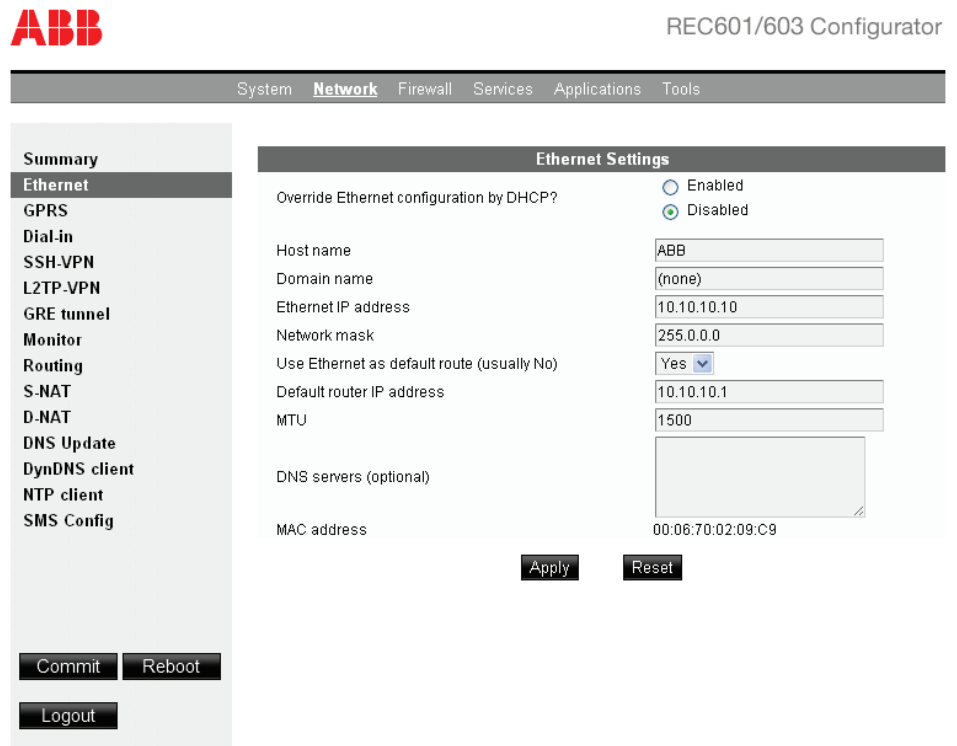 ABB
REC601/603 Configurator
System Network Firewall Services Applications Tools
Summary
Ethernet
GPRS
Dial-in
SSH-VPN
L2TP-VPN
GRE tunnel
Monitor
Routing
S-NAT
D-NAT
DNS Update
DynDNS client
NTP client
SMS Config
Commit Reboot
Logout
Ethernet Settings
Override Ethernet configuration by DHCP? Enabled
Disabled
Host name ABB
Domain name (none)
Ethernet IP address 10.10.10.10
Network mask 255.0.0.0
Use Ethernet as default route (usually No) Yes
Default router IP address 10.10.10.1
MTU 1500
DNS servers (optional)
MAC address 00:06:70:02:09:C9
Apply Reset